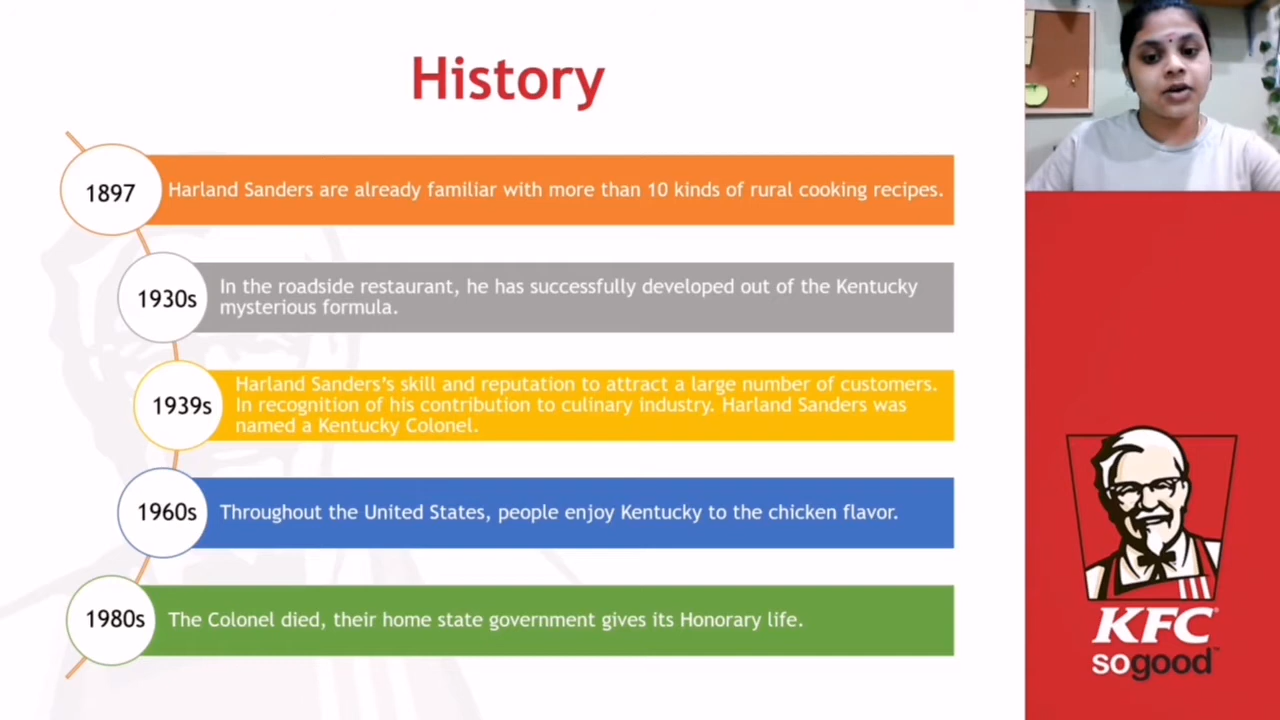 History
1897
Harland Sanders are already familiar with more than 10 kinds of rural cooking recipes.
1930s
In the roadside restaurant, he has successfully developed out of the Kentucky
mysterious formula.
1939s
Harland Sanders's skill and reputation to attract a large number of customers.
In recognition of his contribution to culinary industry. Harland Sanders was
named a Kentucky Colonel.
1960s
Throughout the United States, people enjoy Kentucky to the chicken flavor.
1980s
The Colonel died, their home state government gives its Honorary life.
KFC®
sogood™